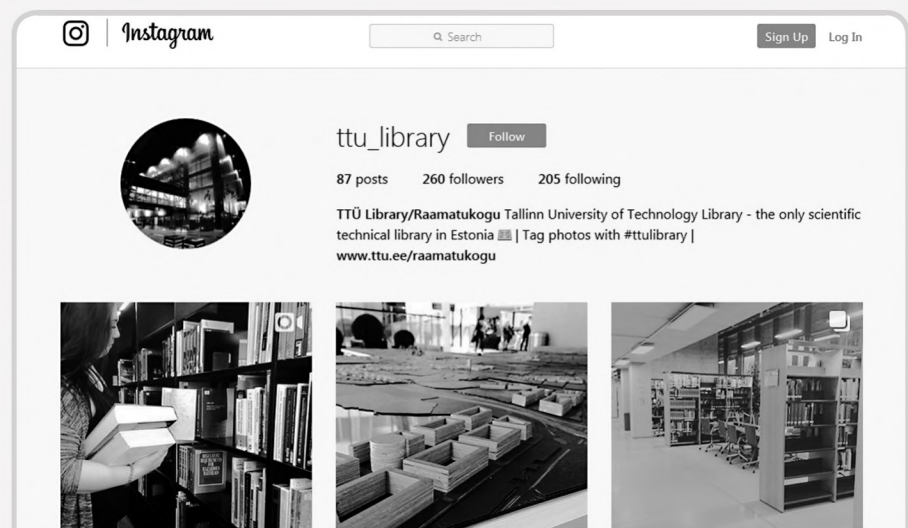 Instagram
Search
Sign Up Log In
ttu_library Follow
87 posts 260 followers 205 following
TTÜ Library/Raamatukogu Tallinn University of Technology Library - the only scientific
technical library in Estonia | Tag photos with #ttulibrary |
www.ttu.ee/raamatukogu